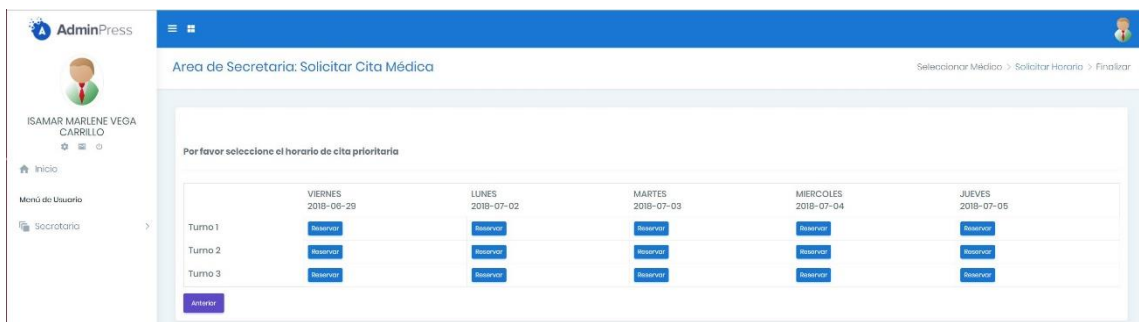 AdminPress
Area de Secretaria: Solicitar Cita Médica
Seleccionar Médico > Solicitar Horario > Finalizar
ISAMAR MARLENE VEGA
CARRILLO
Inicio
Menú de Usuario
Secretaria
Por favor seleccione el horario de cita prioritaria
VIERNES LUNES MARTES MIERCOLES JUEVES
2018-06-29 2018-07-02 2018-07-03 2018-07-04 2018-07-05
Turno 1 Reservar Reservar Reservar Reservar Reservar
Turno 2 Reservar Reservar Reservar Reservar Reservar
Turno 3 Reservar Reservar Reservar Reservar Reservar
Anterior